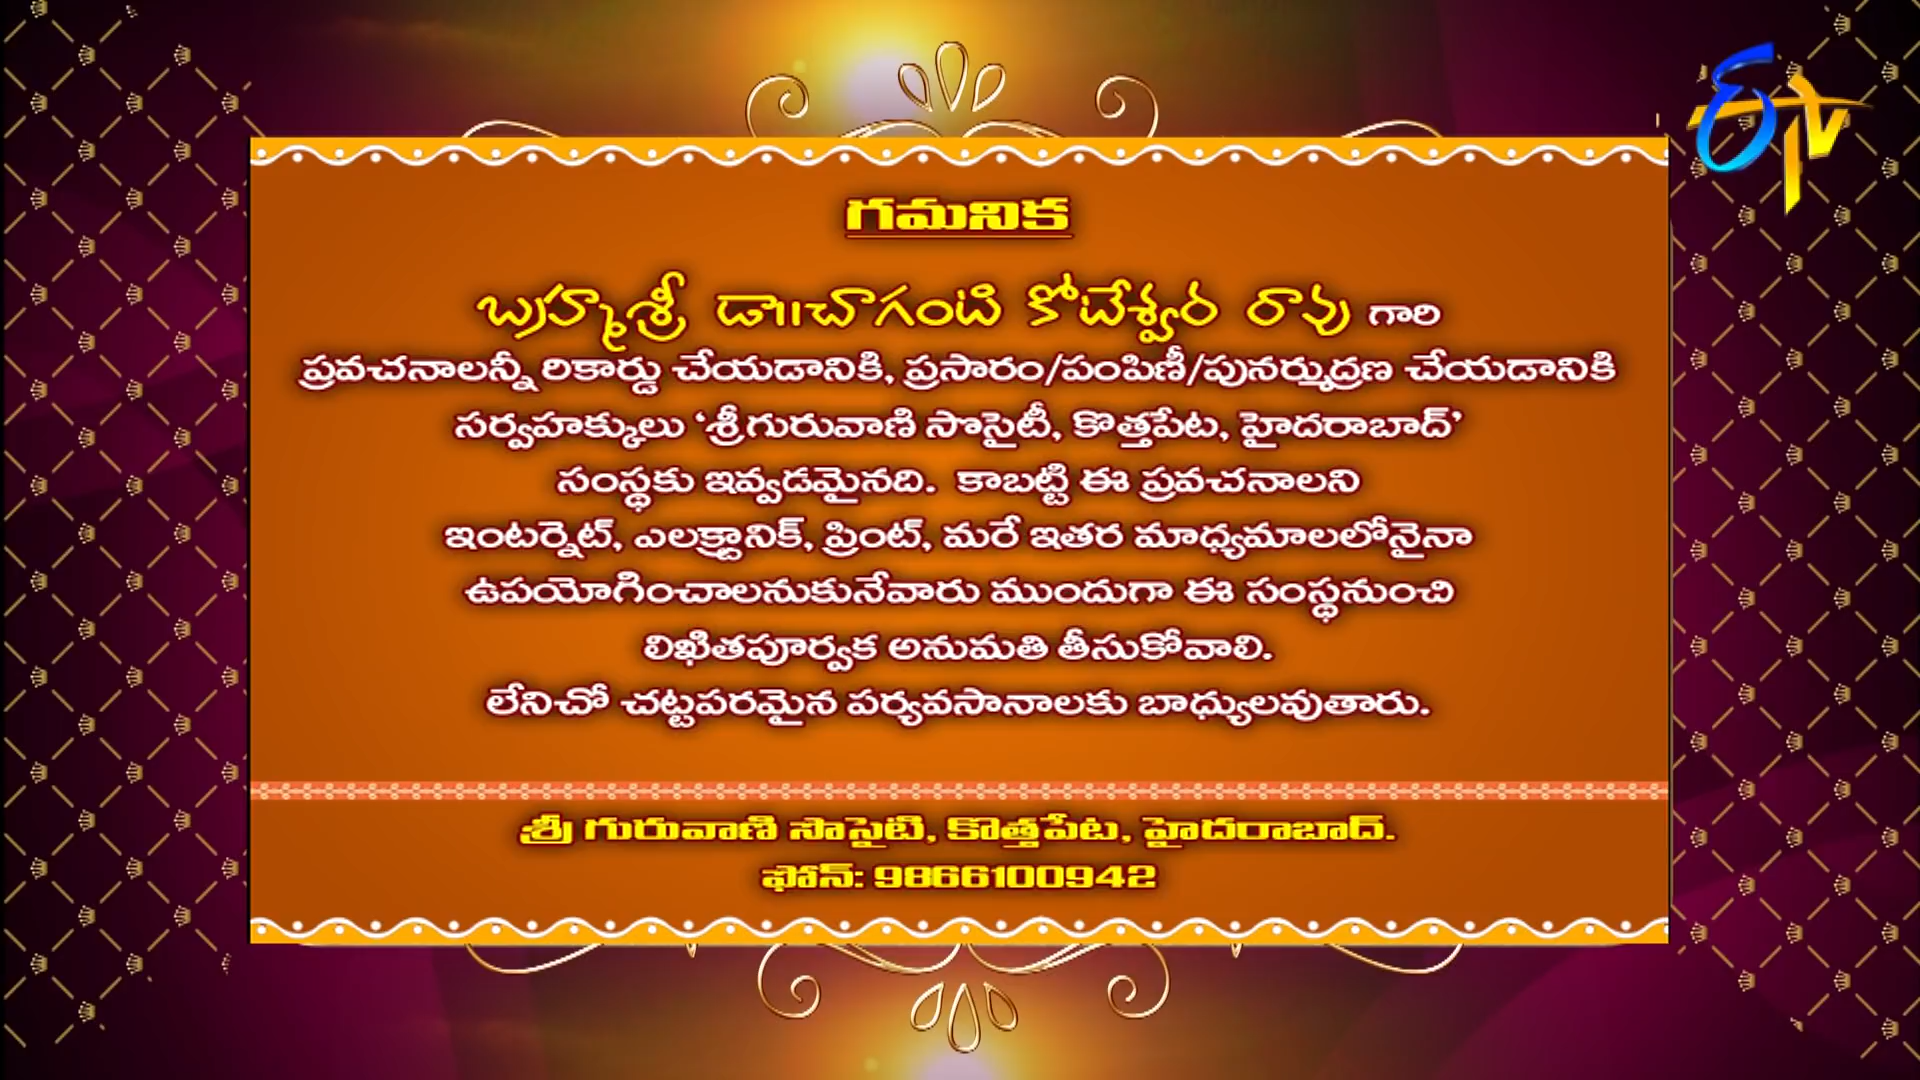 ETV
గమనిక
బ్రహ్మశ్రీ డా॥చాగంటి కోటేశ్వర రావు గారి
ప్రవచనాలన్నీ రికార్డు చేయడానికి, ప్రసారం/పంపిణీ/పునర్ముద్రణ చేయడానికి
సర్వహక్కులు ‘శ్రీగురువాణి సొసైటీ, కొత్తపేట, హైదరాబాద్’
సంస్థకు ఇవ్వడమైనది. కాబట్టి ఈ ప్రవచనాలని
ఇంటర్నెట్, ఎలక్ట్రానిక్, ప్రింట్, మరే ఇతర మాధ్యమాలలోనైనా
ఉపయోగించాలనుకునేవారు ముందుగా ఈ సంస్థనుంచి
లిఖితపూర్వక అనుమతి తీసుకోవాలి.
లేనిచో చట్టపరమైన పర్యవసానాలకు బాధ్యులవుతారు.
శ్రీ గురువాణి సొసైటి, కొత్తపేట, హైదరాబాద్.
ఫోన్: 9866100942